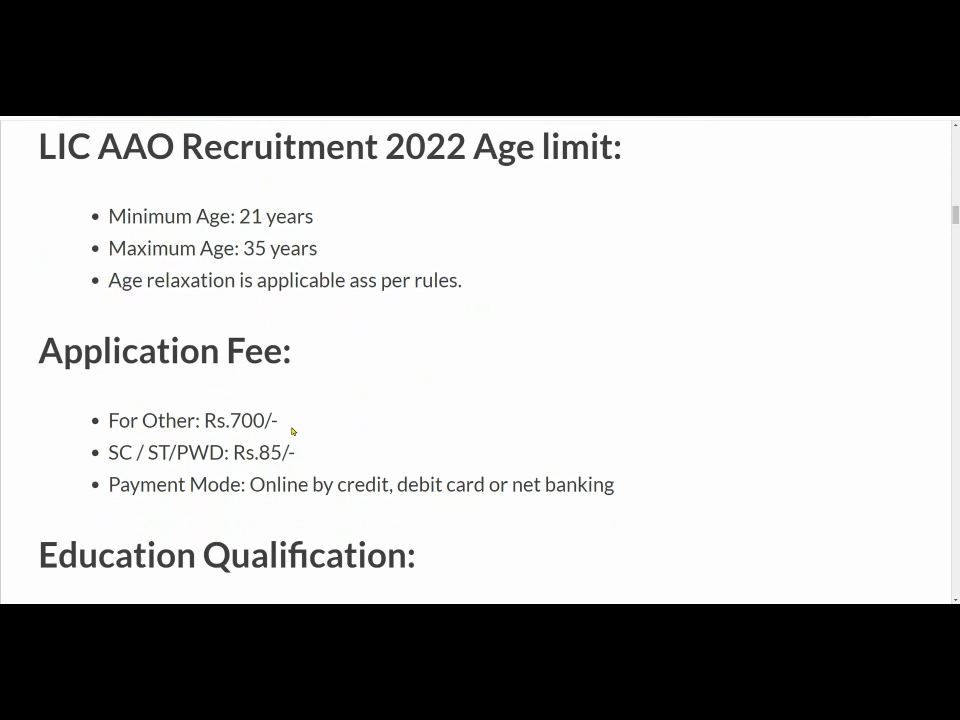 LIC AAO Recruitment 2022 Age limit:
• Minimum Age: 21 years
• Maximum Age: 35 years
• Age relaxation is applicable ass per rules.
Application Fee:
• For Other: Rs.700/-
• SC / ST/PWD: Rs.85/-
• Payment Mode: Online by credit, debit card or net banking
Education Qualification: